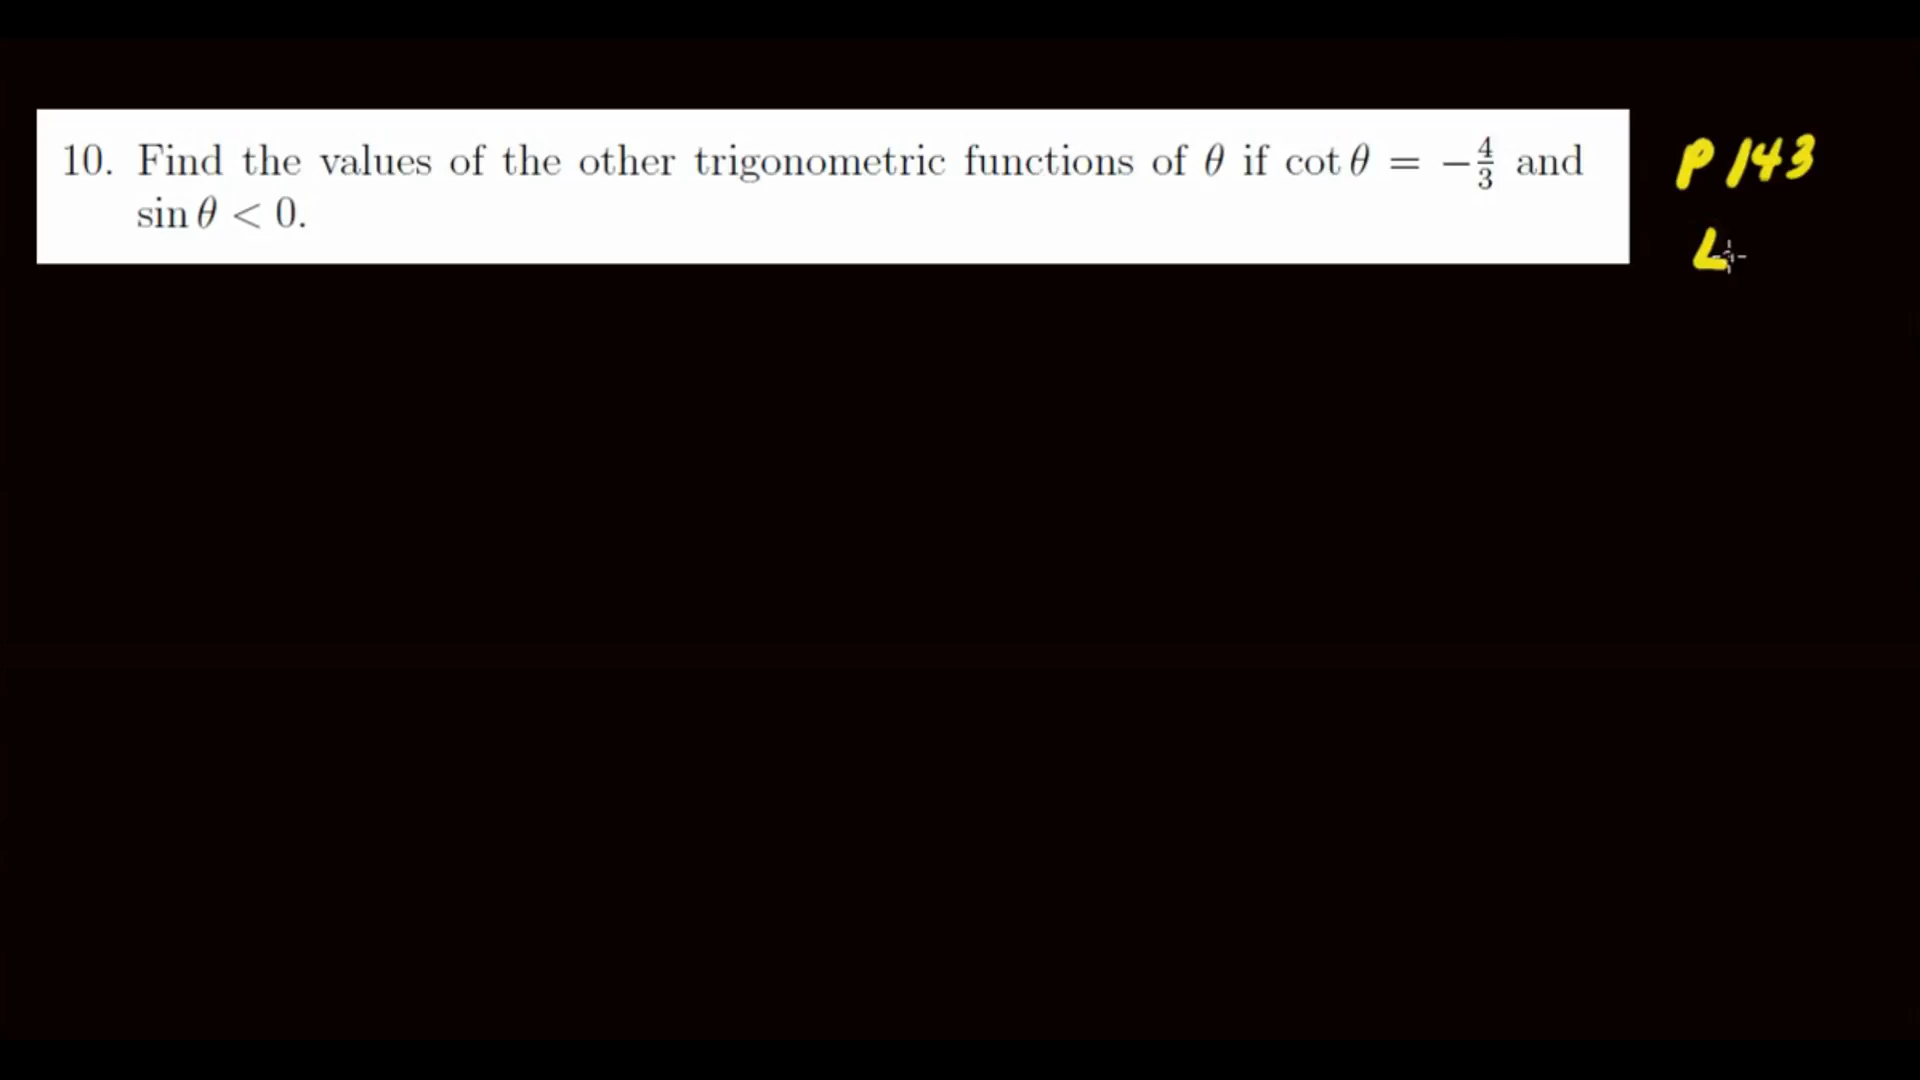 10. Find the values of the other trigonometric functions of θ if cot θ = −4/3 and
sin θ < 0.
P 143